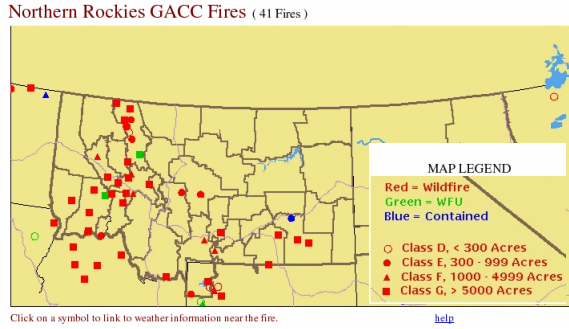 Northern Rockies GACC Fires ( 41 Fires )
MAP LEGEND
Red = Wildfire
Green = WFU
Blue = Contained
Class D, < 300 Acres
Class E, 300 - 999 Acres
Class F, 1000 - 4999 Acres
Class G, > 5000 Acres
Click on a symbol to link to weather information near the fire. help